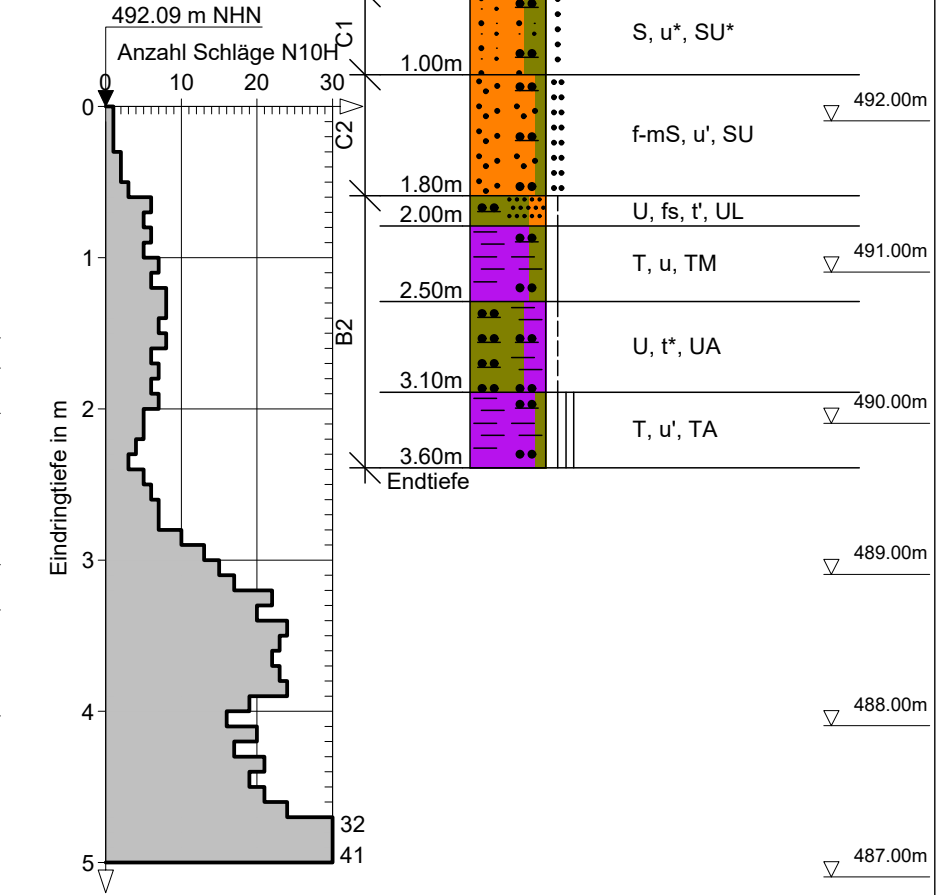 492.09 m NHN
Anzahl Schläge N10H
0 10 20 30
0
1
2
3
4
5
Eindringtiefe in m
32
41
C1
C2
B2
1.00m
1.80m
2.00m
2.50m
3.10m
3.60m
Endtiefe
S, u*, SU*
f-mS, u', SU
U, fs, t', UL
T, u, TM
U, t*, UA
T, u', TA
492.00m
491.00m
490.00m
489.00m
488.00m
487.00m